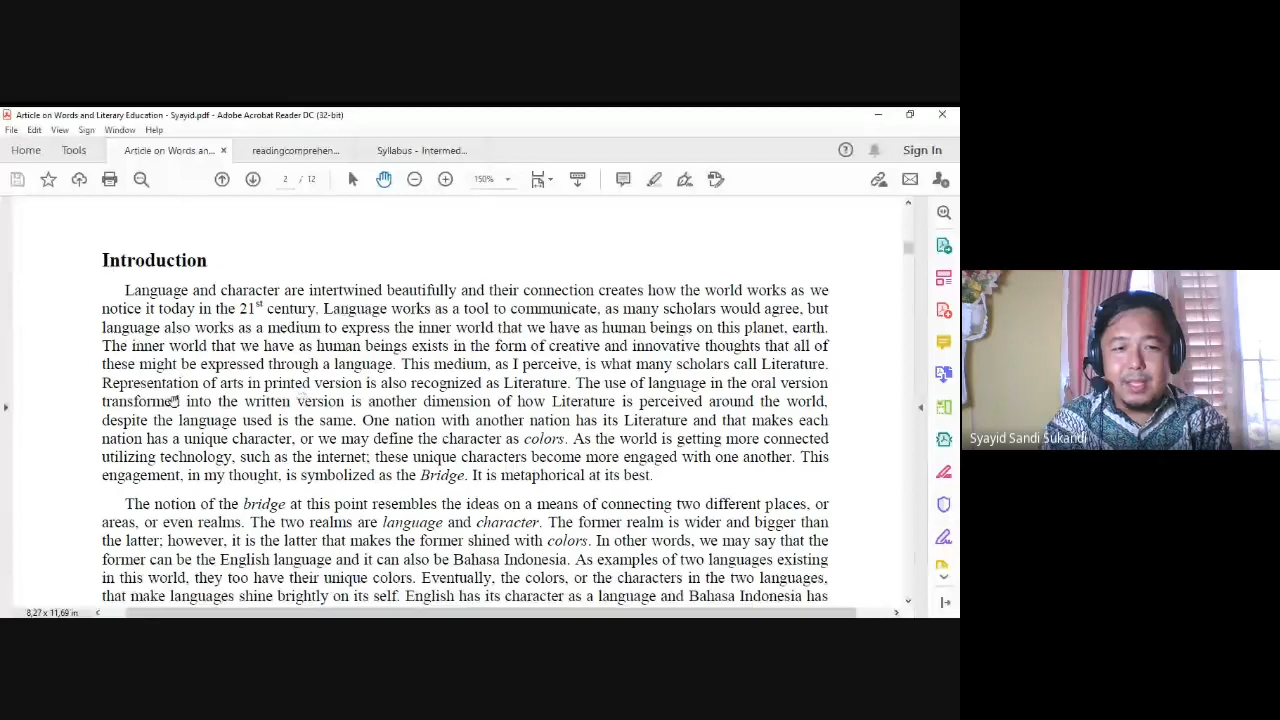 Article on Words and Literary Education - Syayid.pdf - Adobe Acrobat Reader DC (32-bit)
File Edit View Sign Window Help
Home Tools Article on Words an... × readingcomprehen... Syllabus - Intermed... Sign In
2 / 12 150%
Introduction
Language and character are intertwined beautifully and their connection creates how the world works as we
notice it today in the 21st century. Language works as a tool to communicate, as many scholars would agree, but
language also works as a medium to express the inner world that we have as human beings on this planet, earth.
The inner world that we have as human beings exists in the form of creative and innovative thoughts that all of
these might be expressed through a language. This medium, as I perceive, is what many scholars call Literature.
Representation of arts in printed version is also recognized as Literature. The use of language in the oral version
transformed into the written version is another dimension of how Literature is perceived around the world,
despite the language used is the same. One nation with another nation has its Literature and that makes each
nation has a unique character, or we may define the character as colors. As the world is getting more connected
utilizing technology, such as the internet; these unique characters become more engaged with one another. This
engagement, in my thought, is symbolized as the Bridge. It is metaphorical at its best.
The notion of the bridge at this point resembles the ideas on a means of connecting two different places, or
areas, or even realms. The two realms are language and character. The former realm is wider and bigger than
the latter; however, it is the latter that makes the former shined with colors. In other words, we may say that the
former can be the English language and it can also be Bahasa Indonesia. As examples of two languages existing
in this world, they too have their unique colors. Eventually, the colors, or the characters in the two languages,
that make languages shine brightly on its self. English has its character as a language and Bahasa Indonesia has
8,27 x 11,69 in
Syayid Sandi Sukandi